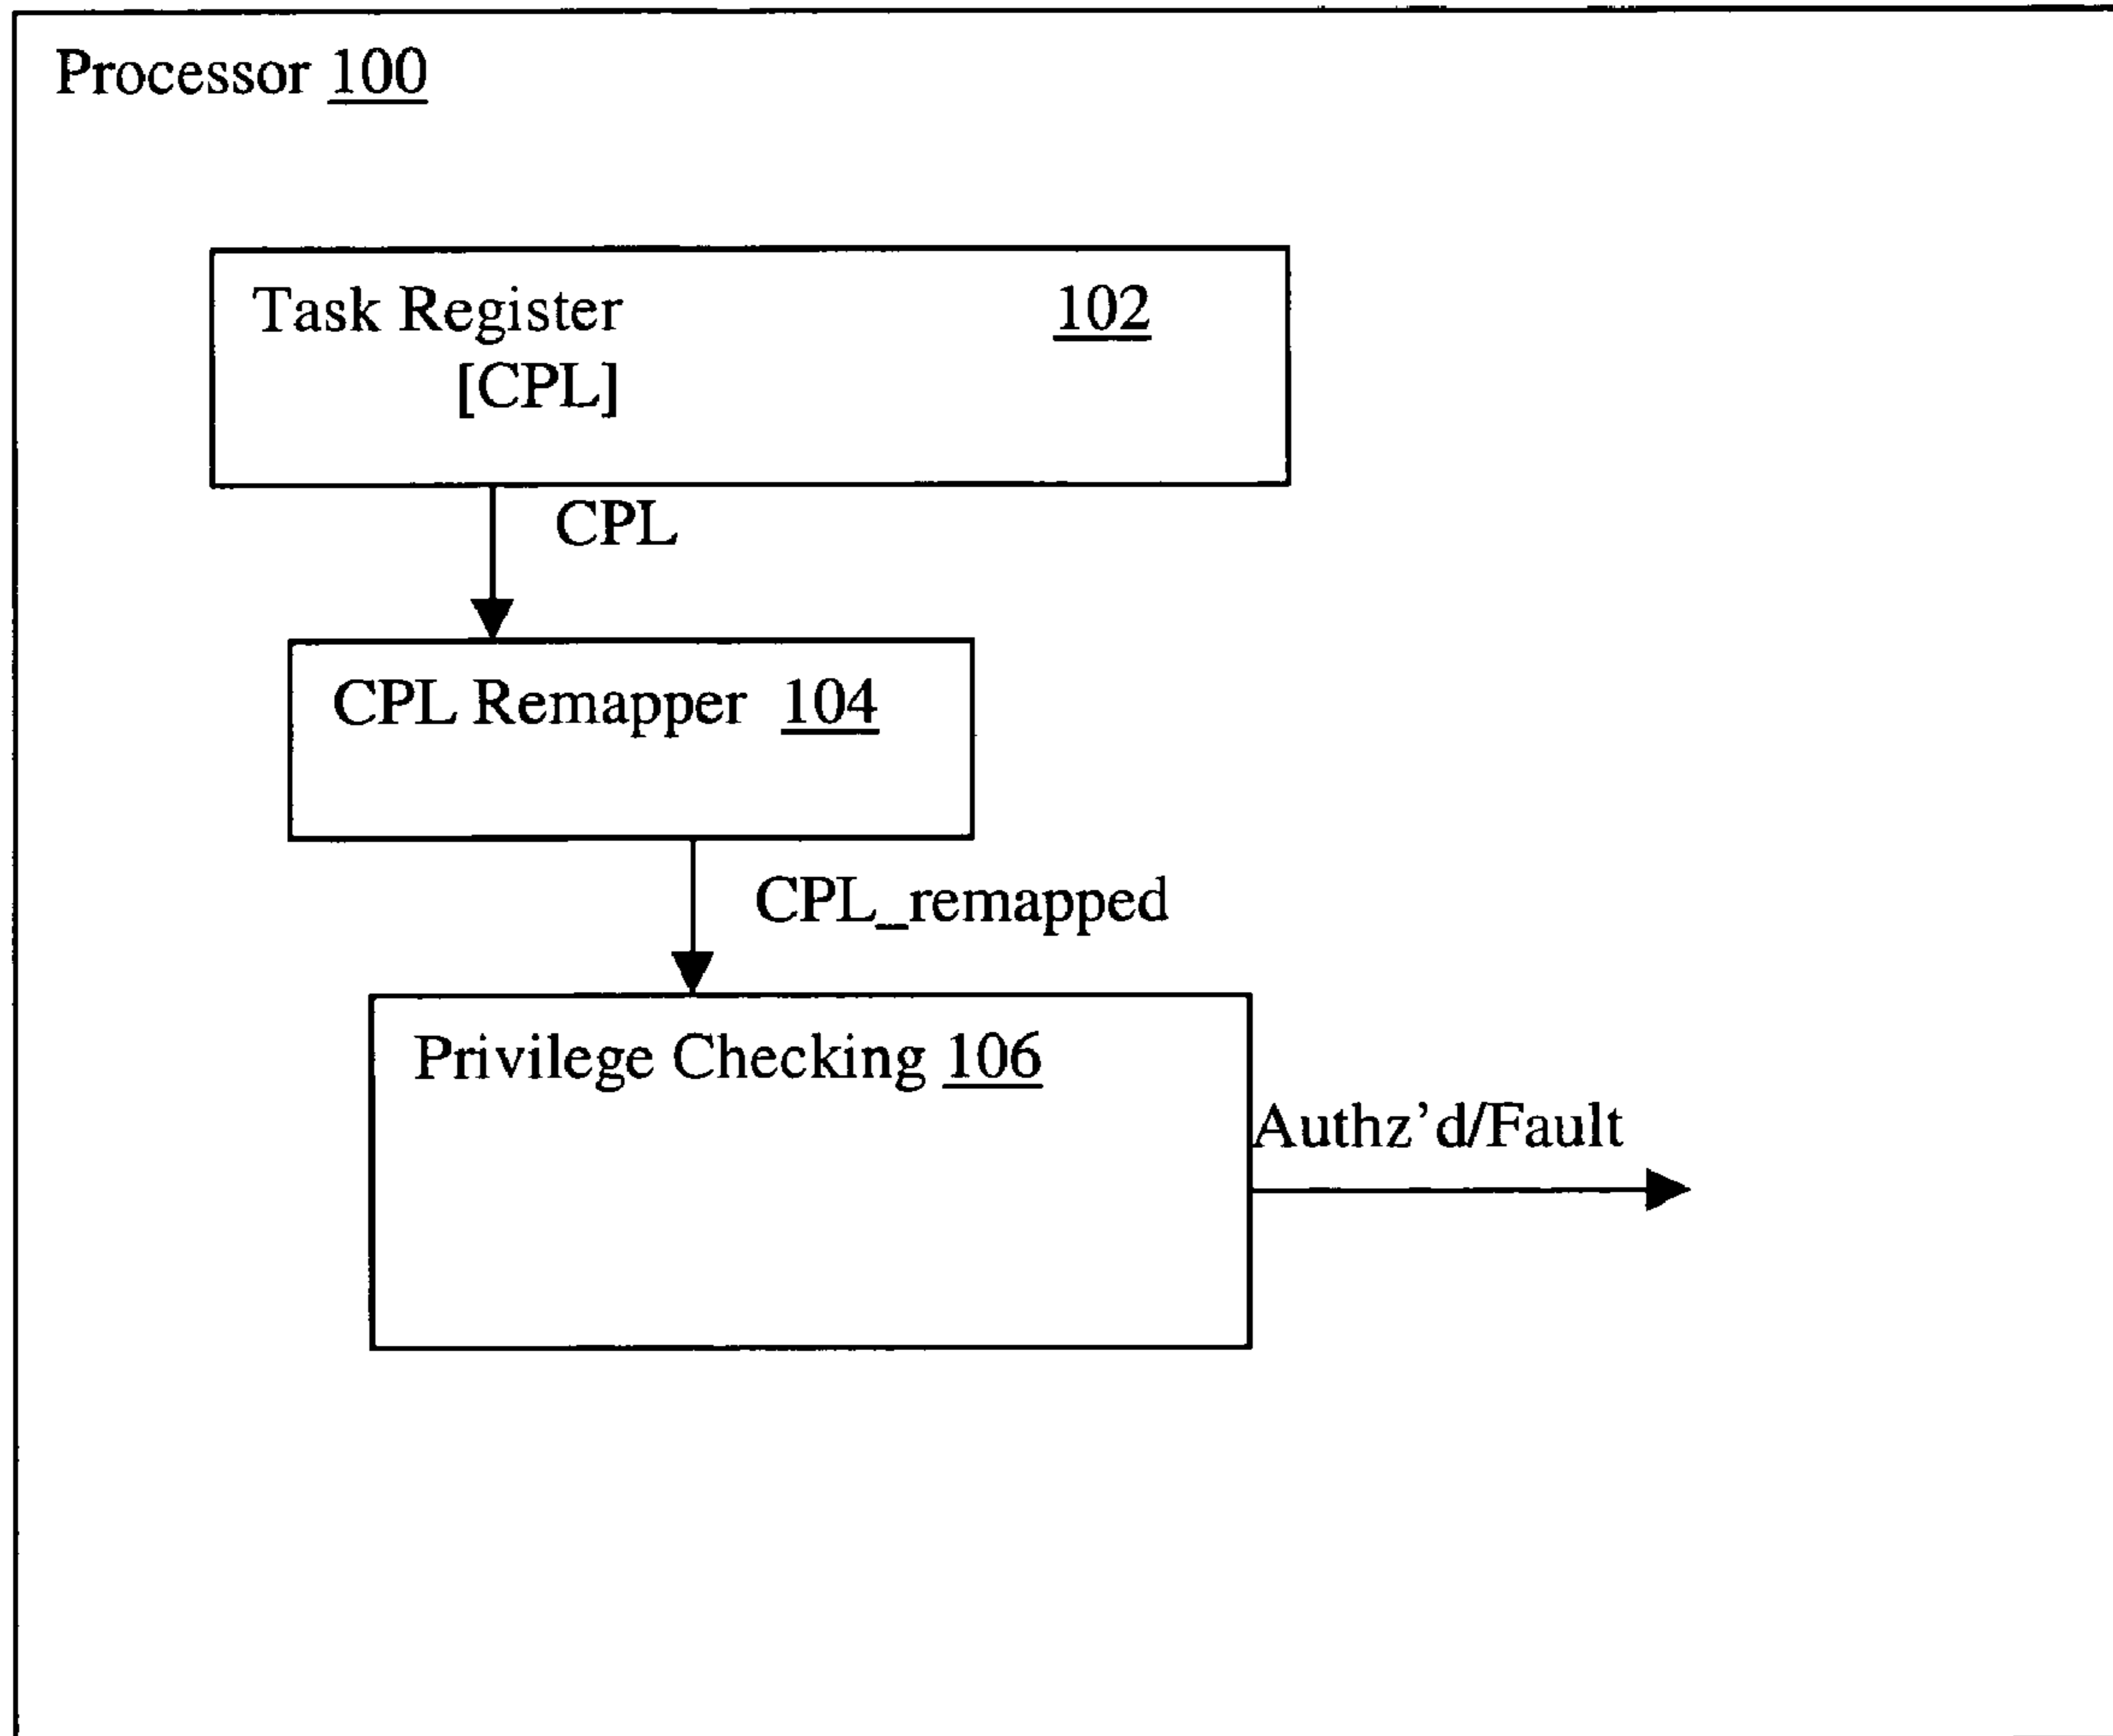 Processor 100
Task Register 102
[CPL]
CPL
CPL Remapper 104
CPL_remapped
Privilege Checking 106
Authz’d/Fault